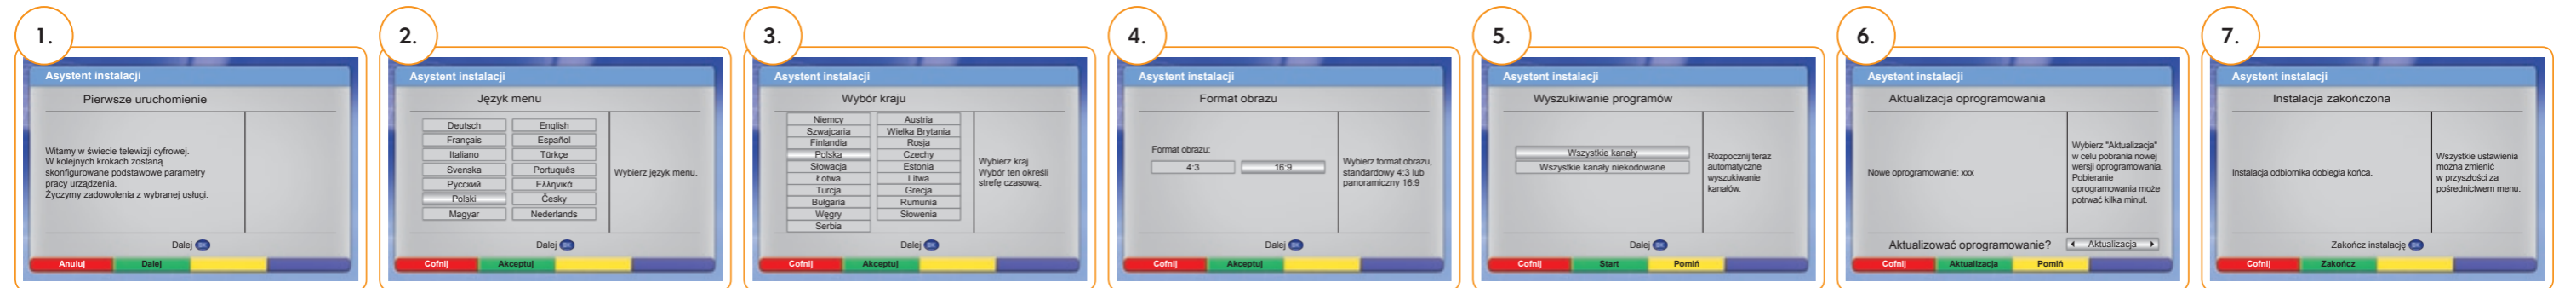 1.
Asystent instalacji
Pierwsze uruchomienie
Witamy w świecie telewizji cyfrowej.
W kolejnych krokach zostaną
skonfigurowane podstawowe parametry
pracy urządzenia.
Życzymy zadowolenia z wybranej usługi.
Dalej OK
Anuluj Dalej
2.
Asystent instalacji
Język menu
Deutsch English
Français Español
Italiano Türkçe
Svenska Português
Русский Ελληνικά
Polski Česky
Magyar Nederlands
Wybierz język menu.
Dalej OK
Cofnij Akceptuj
3.
Asystent instalacji
Wybór kraju
Niemcy Austria
Szwajcaria Wielka Brytania
Finlandia Rosja
Polska Czechy
Słowacja Estonia
Łotwa Litwa
Turcja Grecja
Bułgaria Rumunia
Węgry Słowenia
Serbia
Wybierz kraj.
Wybór ten określi
strefę czasową.
Dalej OK
Cofnij Akceptuj
4.
Asystent instalacji
Format obrazu
Format obrazu:
4:3 16:9
Wybierz format obrazu,
standardowy 4:3 lub
panoramiczny 16:9
Dalej OK
Cofnij Akceptuj
5.
Asystent instalacji
Wyszukiwanie programów
Wszystkie kanały
Wszystkie kanały niekodowane
Rozpocznij teraz
automatyczne
wyszukiwanie
kanałów.
Dalej OK
Cofnij Start Pomiń
6.
Asystent instalacji
Aktualizacja oprogramowania
Nowe oprogramowanie: xxx
Wybierz "Aktualizacja"
w celu pobrania nowej
wersji oprogramowania.
Pobieranie
oprogramowania może
potrwać kilka minut.
Aktualizować oprogramowanie? Aktualizacja
Cofnij Aktualizacja Pomiń
7.
Asystent instalacji
Instalacja zakończona
Instalacja odbiornika dobiegła końca.
Wszystkie ustawienia
można zmienić
w przyszłości za
pośrednictwem menu.
Zakończ instalację OK
Cofnij Zakończ